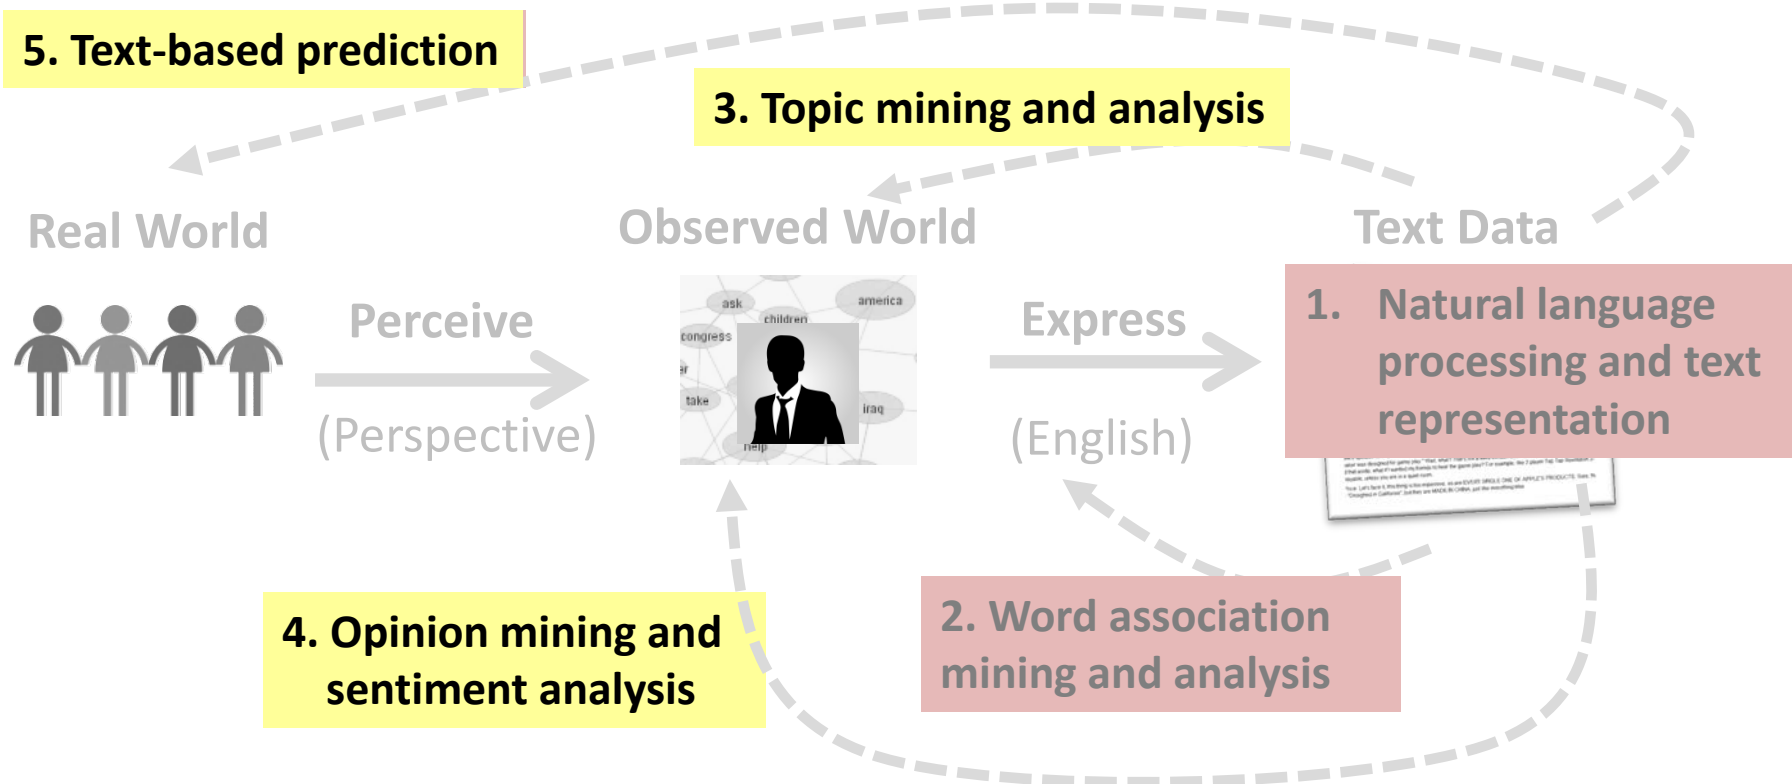 5. Text-based prediction
3. Topic mining and analysis
Real World
Observed World
Text Data
Perceive
(Perspective)
ask
america
children
congress
take
iraq
help
Express
(English)
1. Natural language
processing and text
representation
4. Opinion mining and
sentiment analysis
2. Word association
mining and analysis